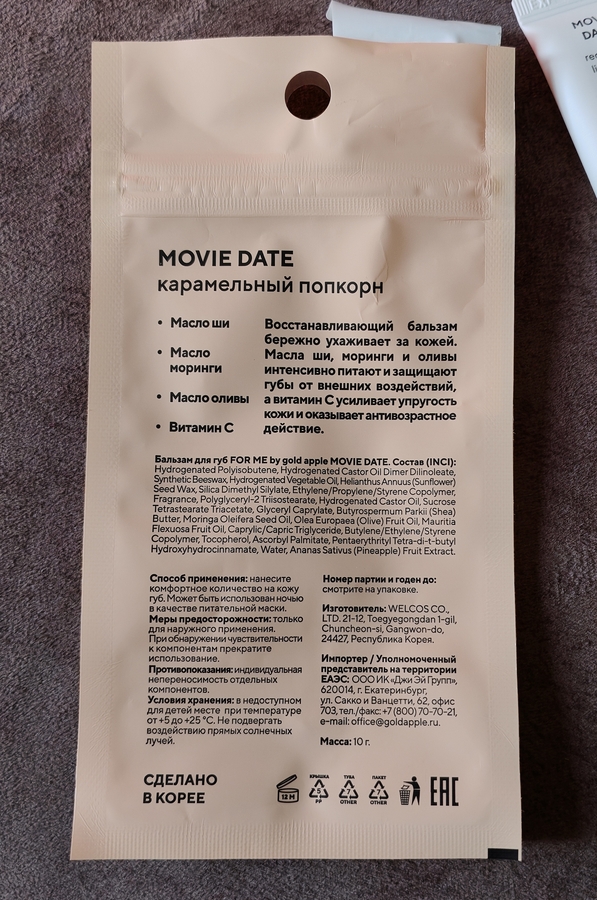 MOVIE DATE
карамельный попкорн
• Масло ши
• Масло
моринги
• Масло оливы
• Витамин С
Восстанавливающий бальзам
бережно ухаживает за кожей.
Масла ши, моринги и оливы
интенсивно питают и защищают
губы от внешних воздействий,
а витамин С усиливает упругость
кожи и оказывает антивозрастное
действие.
Бальзам для губ FOR ME by gold apple MOVIE DATE. Состав (INCI):
Hydrogenated Polyisobutene, Hydrogenated Castor Oil Dimer Dilinoleate,
Synthetic Beeswax, Hydrogenated Vegetable Oil, Helianthus Annuus (Sunflower)
Seed Wax, Silica Dimethyl Silylate, Ethylene/Propylene/Styrene Copolymer,
Fragrance, Polyglyceryl-2 Triisostearate, Hydrogenated Castor Oil, Sucrose
Tetrastearate Triacetate, Glyceryl Caprylate, Butyrospermum Parkii (Shea)
Butter, Moringa Oleifera Seed Oil, Olea Europaea (Olive) Fruit Oil, Mauritia
Flexuosa Fruit Oil, Caprylic/Capric Triglyceride, Butylene/Ethylene/Styrene
Copolymer, Tocopherol, Ascorbyl Palmitate, Pentaerythrityl Tetra-di-t-butyl
Hydroxyhydrocinnamate, Water, Ananas Sativus (Pineapple) Fruit Extract.
Способ применения: нанесите
комфортное количество на кожу
губ. Может быть использован ночью
в качестве питательной маски.
Меры предосторожности: только
для наружного применения.
При обнаружении чувствительности
к компонентам прекратите
использование.
Противопоказания: индивидуальная
непереносимость отдельных
компонентов.
Условия хранения: в недоступном
для детей месте при температуре
от +5 до +25 °C. Не подвергать
воздействию прямых солнечных
лучей.
Номер партии и годен до:
смотрите на упаковке.
Изготовитель: WELCOS CO.,
LTD. 21-12, Toegyegongdan 1-gil,
Chuncheon-si, Gangwon-do,
24427, Республика Корея.
Импортер / Уполномоченный
представитель на территории
ЕАЭС: ООО ИК «Джи Эй Групп»,
620014, г. Екатеринбург,
ул. Сакко и Ванцетти, 62, офис
703, тел./факс: +7 (800) 70-70-21,
e-mail: office@goldapple.ru.
Масса: 10 г.
СДЕЛАНО
В КОРЕЕ
12 M
КРЫШКА
5
PP
ТУБА
7
OTHER
ПАКЕТ
7
OTHER
EAC